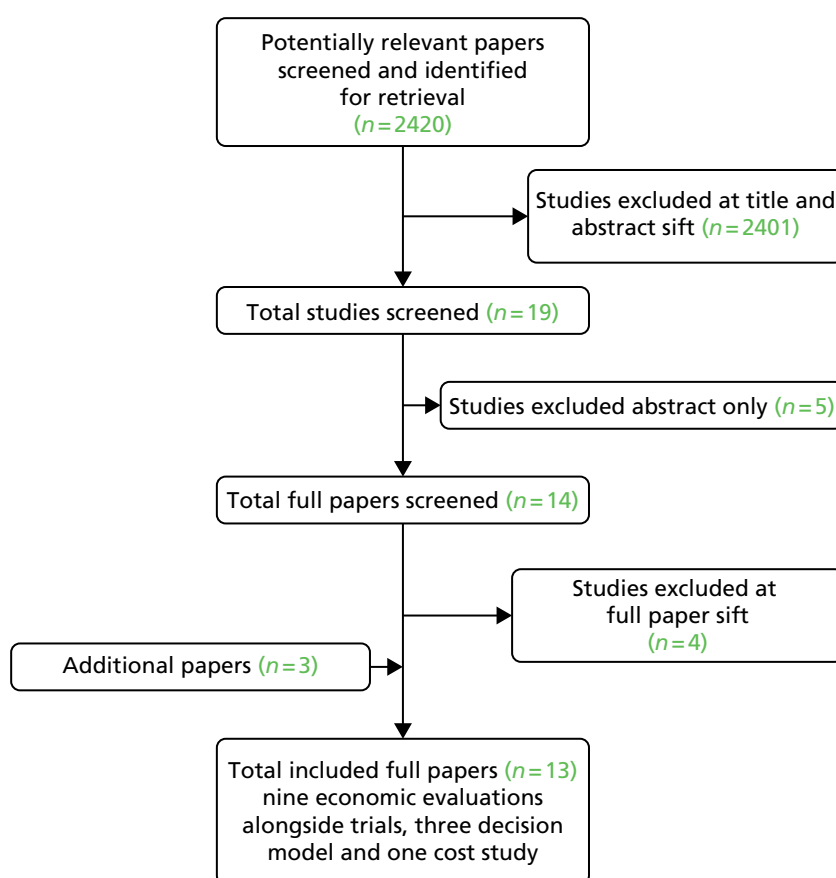 Potentially relevant papers
screened and identified
for retrieval
(n=2420)
Studies excluded at title and
abstract sift (n=2401)
Total studies screened (n=19)
Studies excluded abstract only (n=5)
Total full papers screened (n=14)
Studies excluded at
full paper sift
(n=4)
Additional papers (n=3)
Total included full papers (n=13)
nine economic evaluations
alongside trials, three decision
model and one cost study